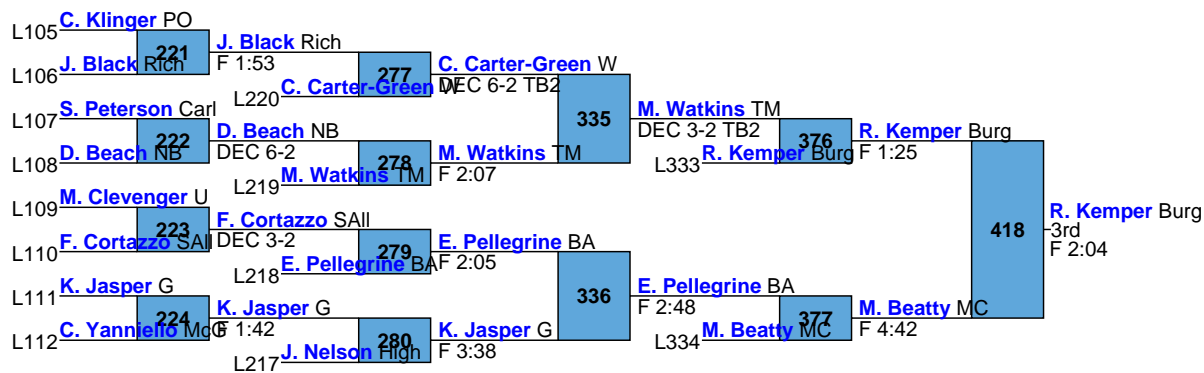 C. Klinger PO
L105
221
J. Black Rich
F 1:53
L106
J. Black Rich
277
C. Carter-Green W
DEC 6-2 TB2
L220
C. Carter-Green W
L107
S. Peterson Carl
222
D. Beach NB
DEC 6-2
L108
D. Beach NB
278
M. Watkins TM
F 2:07
L219
M. Watkins TM
335
M. Watkins TM
DEC 3-2 TB2
L333
R. Kemper Burg
376
R. Kemper Burg
F 1:25
L109
M. Clevenger U
223
F. Cortazzo SAll
DEC 3-2
L110
F. Cortazzo SAll
279
E. Pellegrine BA
F 2:05
L218
E. Pellegrine BA
L111
K. Jasper G
224
K. Jasper G
F 1:42
L112
C. Yanniello McG
280
K. Jasper G
F 3:38
L217
J. Nelson High
336
E. Pellegrine BA
F 2:48
L334
M. Beatty MC
377
M. Beatty MC
F 4:42
418
R. Kemper Burg
3rd
F 2:04